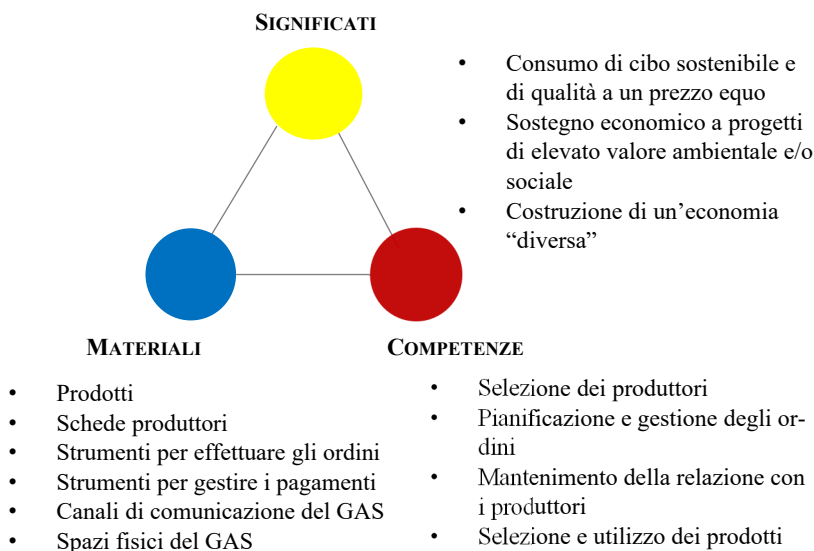 SIGNIFICATI
• Consumo di cibo sostenibile e
di qualità a un prezzo equo
• Sostegno economico a progetti
di elevato valore ambientale e/o
sociale
• Costruzione di un’economia
“diversa”
MATERIALI
• Prodotti
• Schede produttori
• Strumenti per effettuare gli ordini
• Strumenti per gestire i pagamenti
• Canali di comunicazione del GAS
• Spazi fisici del GAS
COMPETENZE
• Selezione dei produttori
• Pianificazione e gestione degli or-
dini
• Mantenimento della relazione con
i produttori
• Selezione e utilizzo dei prodotti